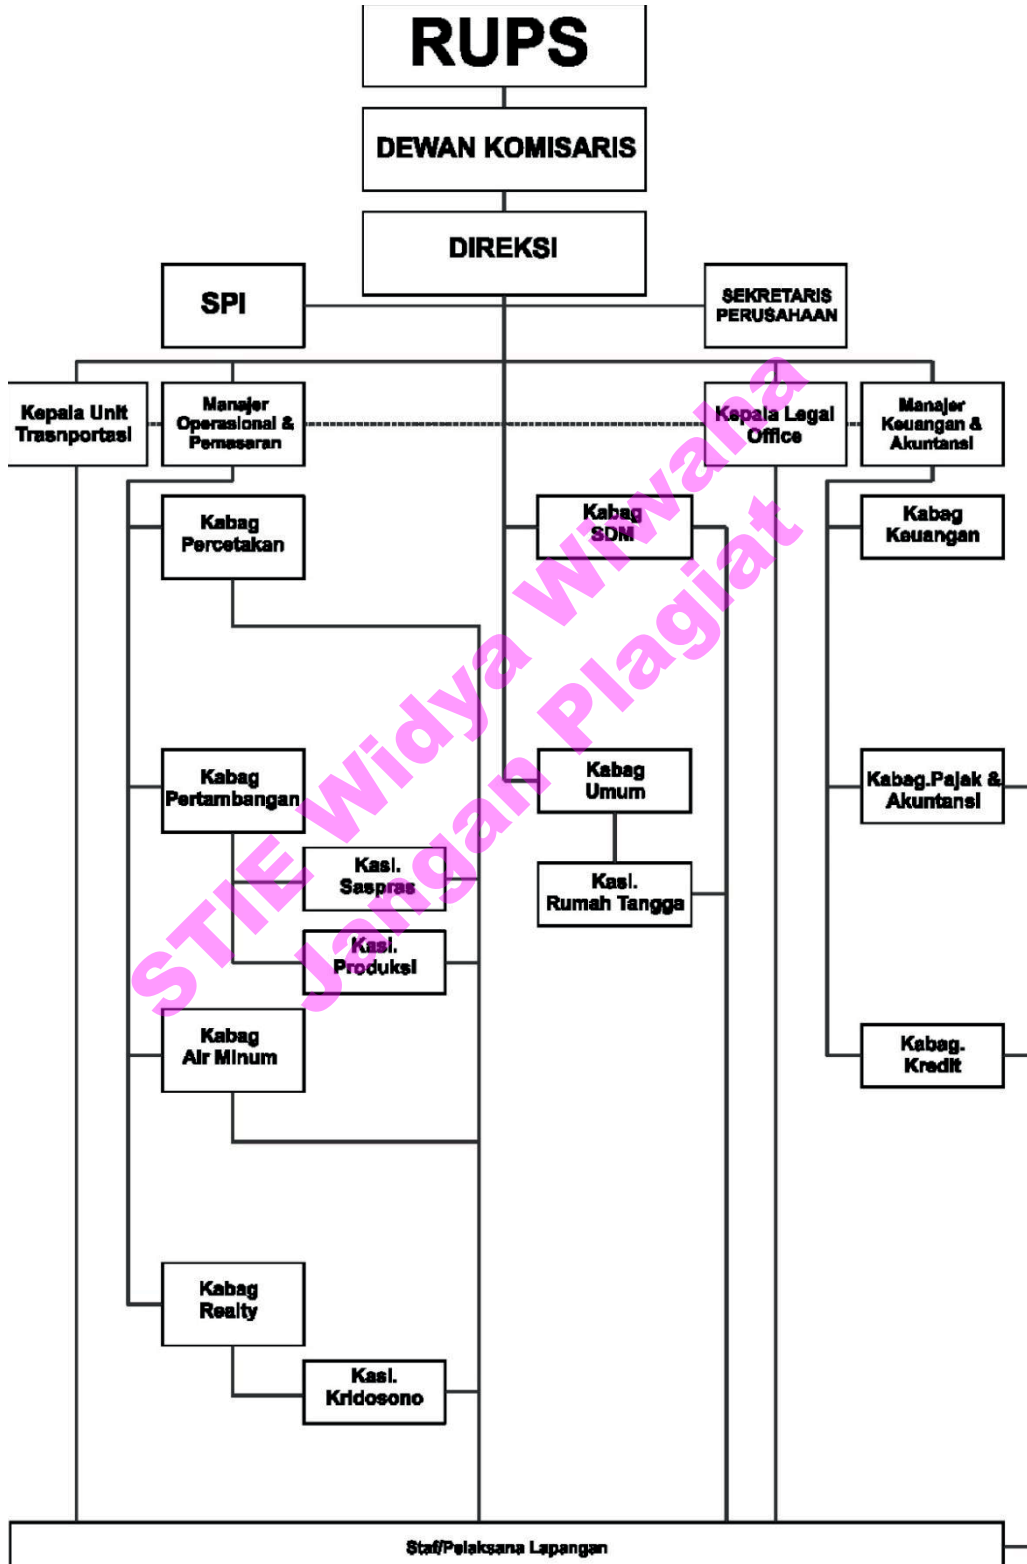 RUPS
DEWAN KOMISARIS
DIREKSI
SPI
SEKRETARIS
PERUSAHAAN
Kepala Unit
Trasnportasi
Manajer
Operasional &
Pemasaran
Kepala Legal
Office
Manajer
Keuangan &
Akuntansi
Kabag
Percetakan
Kabag
SDM
Kabag
Keuangan
Kabag
Pertambangan
Kabag
Umum
Kabag.Pajak &
Akuntansi
Kasi.
Saspras
Kasi.
Rumah Tangga
Kasi.
Produksi
Kabag
Air Minum
Kabag.
Kredit
Kabag
Realty
Kasi.
Kridosono
Staf/Pelaksana Lapangan
STIE Widya Wiwaha
Jangan Plagiat